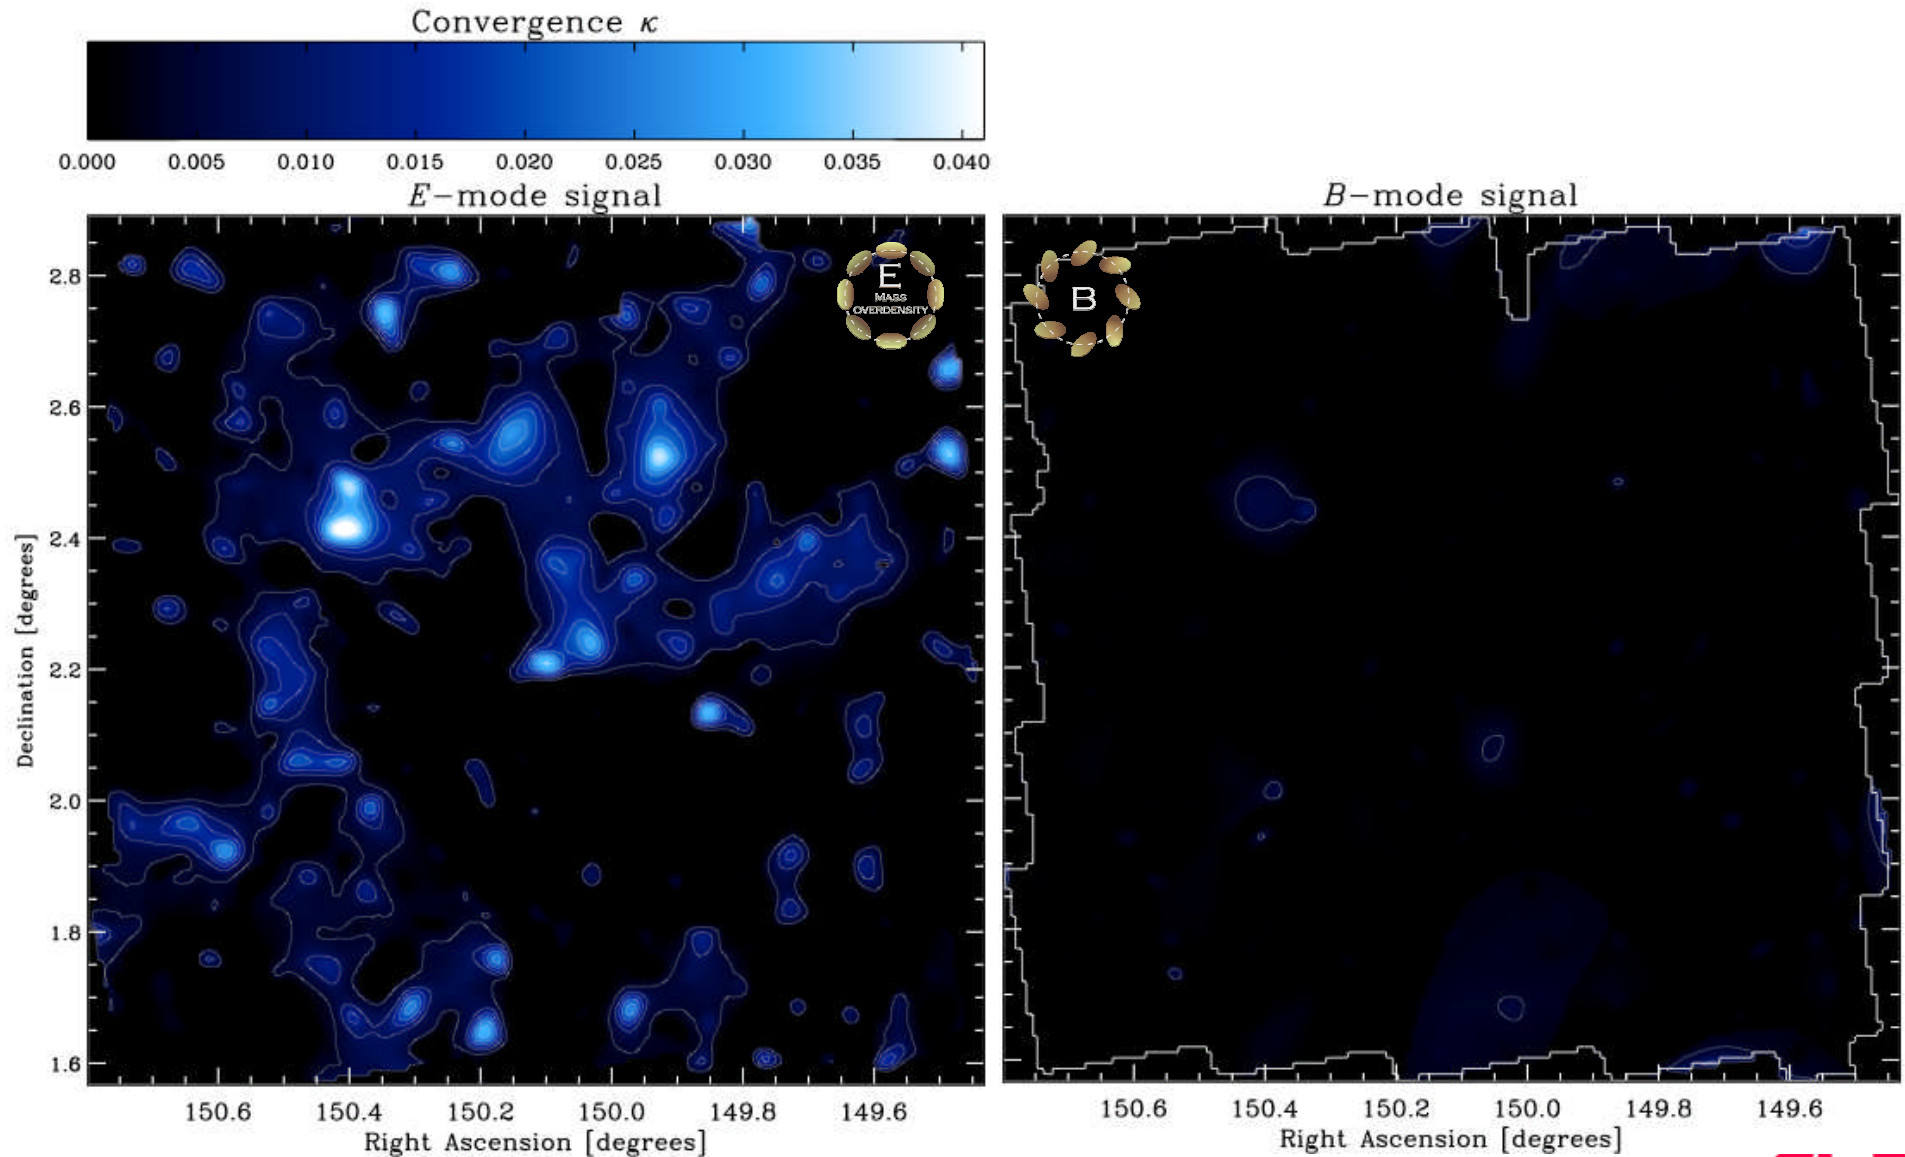 Convergence κ
0.000 0.005 0.010 0.015 0.020 0.025 0.030 0.035 0.040
E-mode signal
E
MASS
OVERDENSITY
2.8
2.6
2.4
2.2
2.0
1.8
1.6
Declination [degrees]
150.6 150.4 150.2 150.0 149.8 149.6
Right Ascension [degrees]
B-mode signal
B
150.6 150.4 150.2 150.0 149.8 149.6
Right Ascension [degrees]